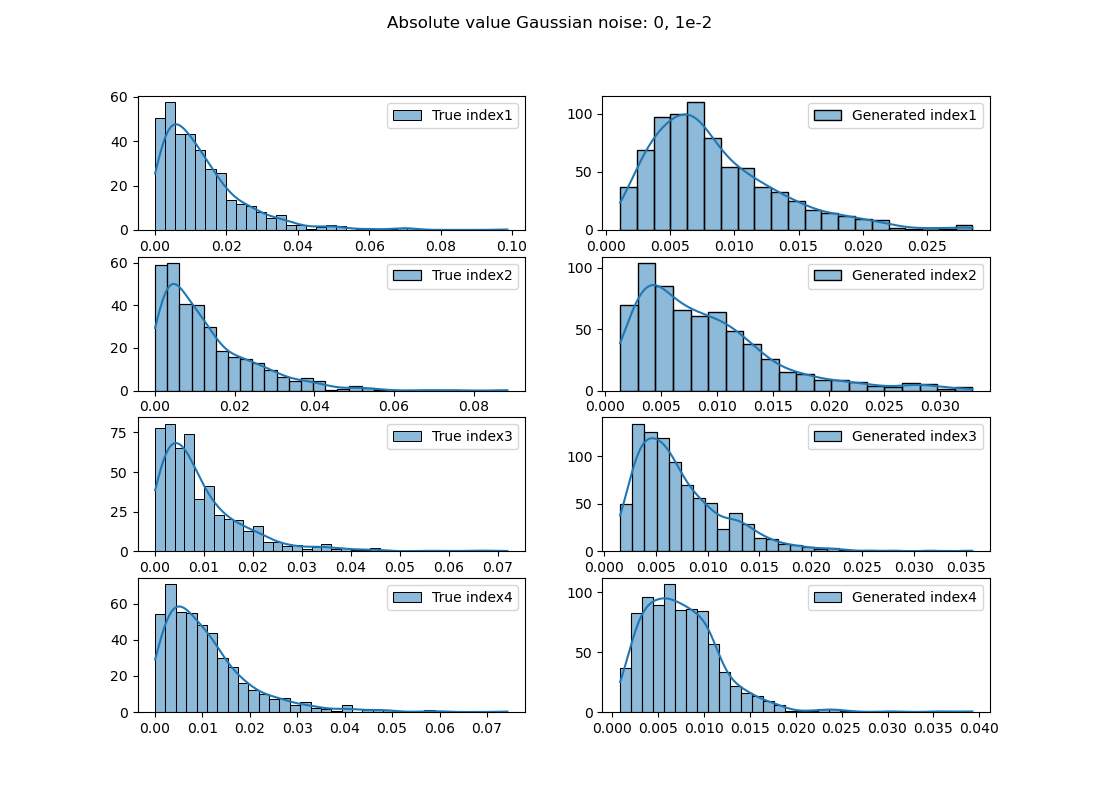 Absolute value Gaussian noise: 0, 1e-2
True index1
60
40
20
0
0.00 0.02 0.04 0.06 0.08 0.10
Generated index1
100
50
0
0.000 0.005 0.010 0.015 0.020 0.025
True index2
60
40
20
0
0.00 0.02 0.04 0.06 0.08
Generated index2
100
50
0
0.000 0.005 0.010 0.015 0.020 0.025 0.030
True index3
75
50
25
0
0.00 0.01 0.02 0.03 0.04 0.05 0.06 0.07
Generated index3
100
50
0
0.000 0.005 0.010 0.015 0.020 0.025 0.030 0.035
True index4
60
40
20
0
0.00 0.01 0.02 0.03 0.04 0.05 0.06 0.07
Generated index4
100
50
0
0.000 0.005 0.010 0.015 0.020 0.025 0.030 0.035 0.040